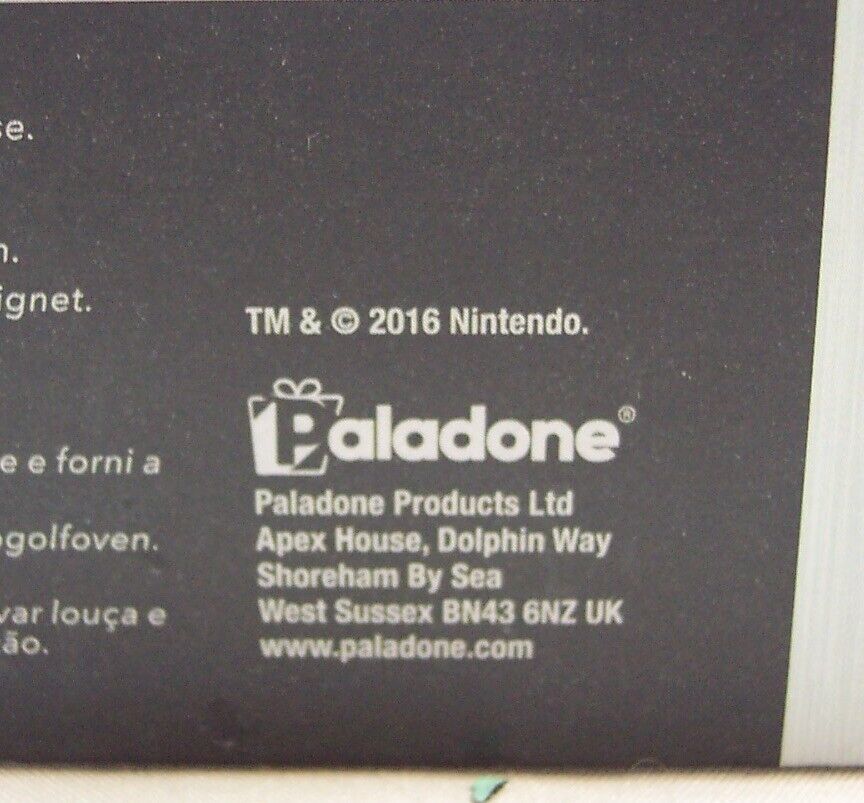 se.
n.
ignet.
TM & © 2016 Nintendo.
Paladone®
e e forni a
Paladone Products Ltd
ogolfoven.
Apex House, Dolphin Way
Shoreham By Sea
var louça e
West Sussex BN43 6NZ UK
ão.
www.paladone.com